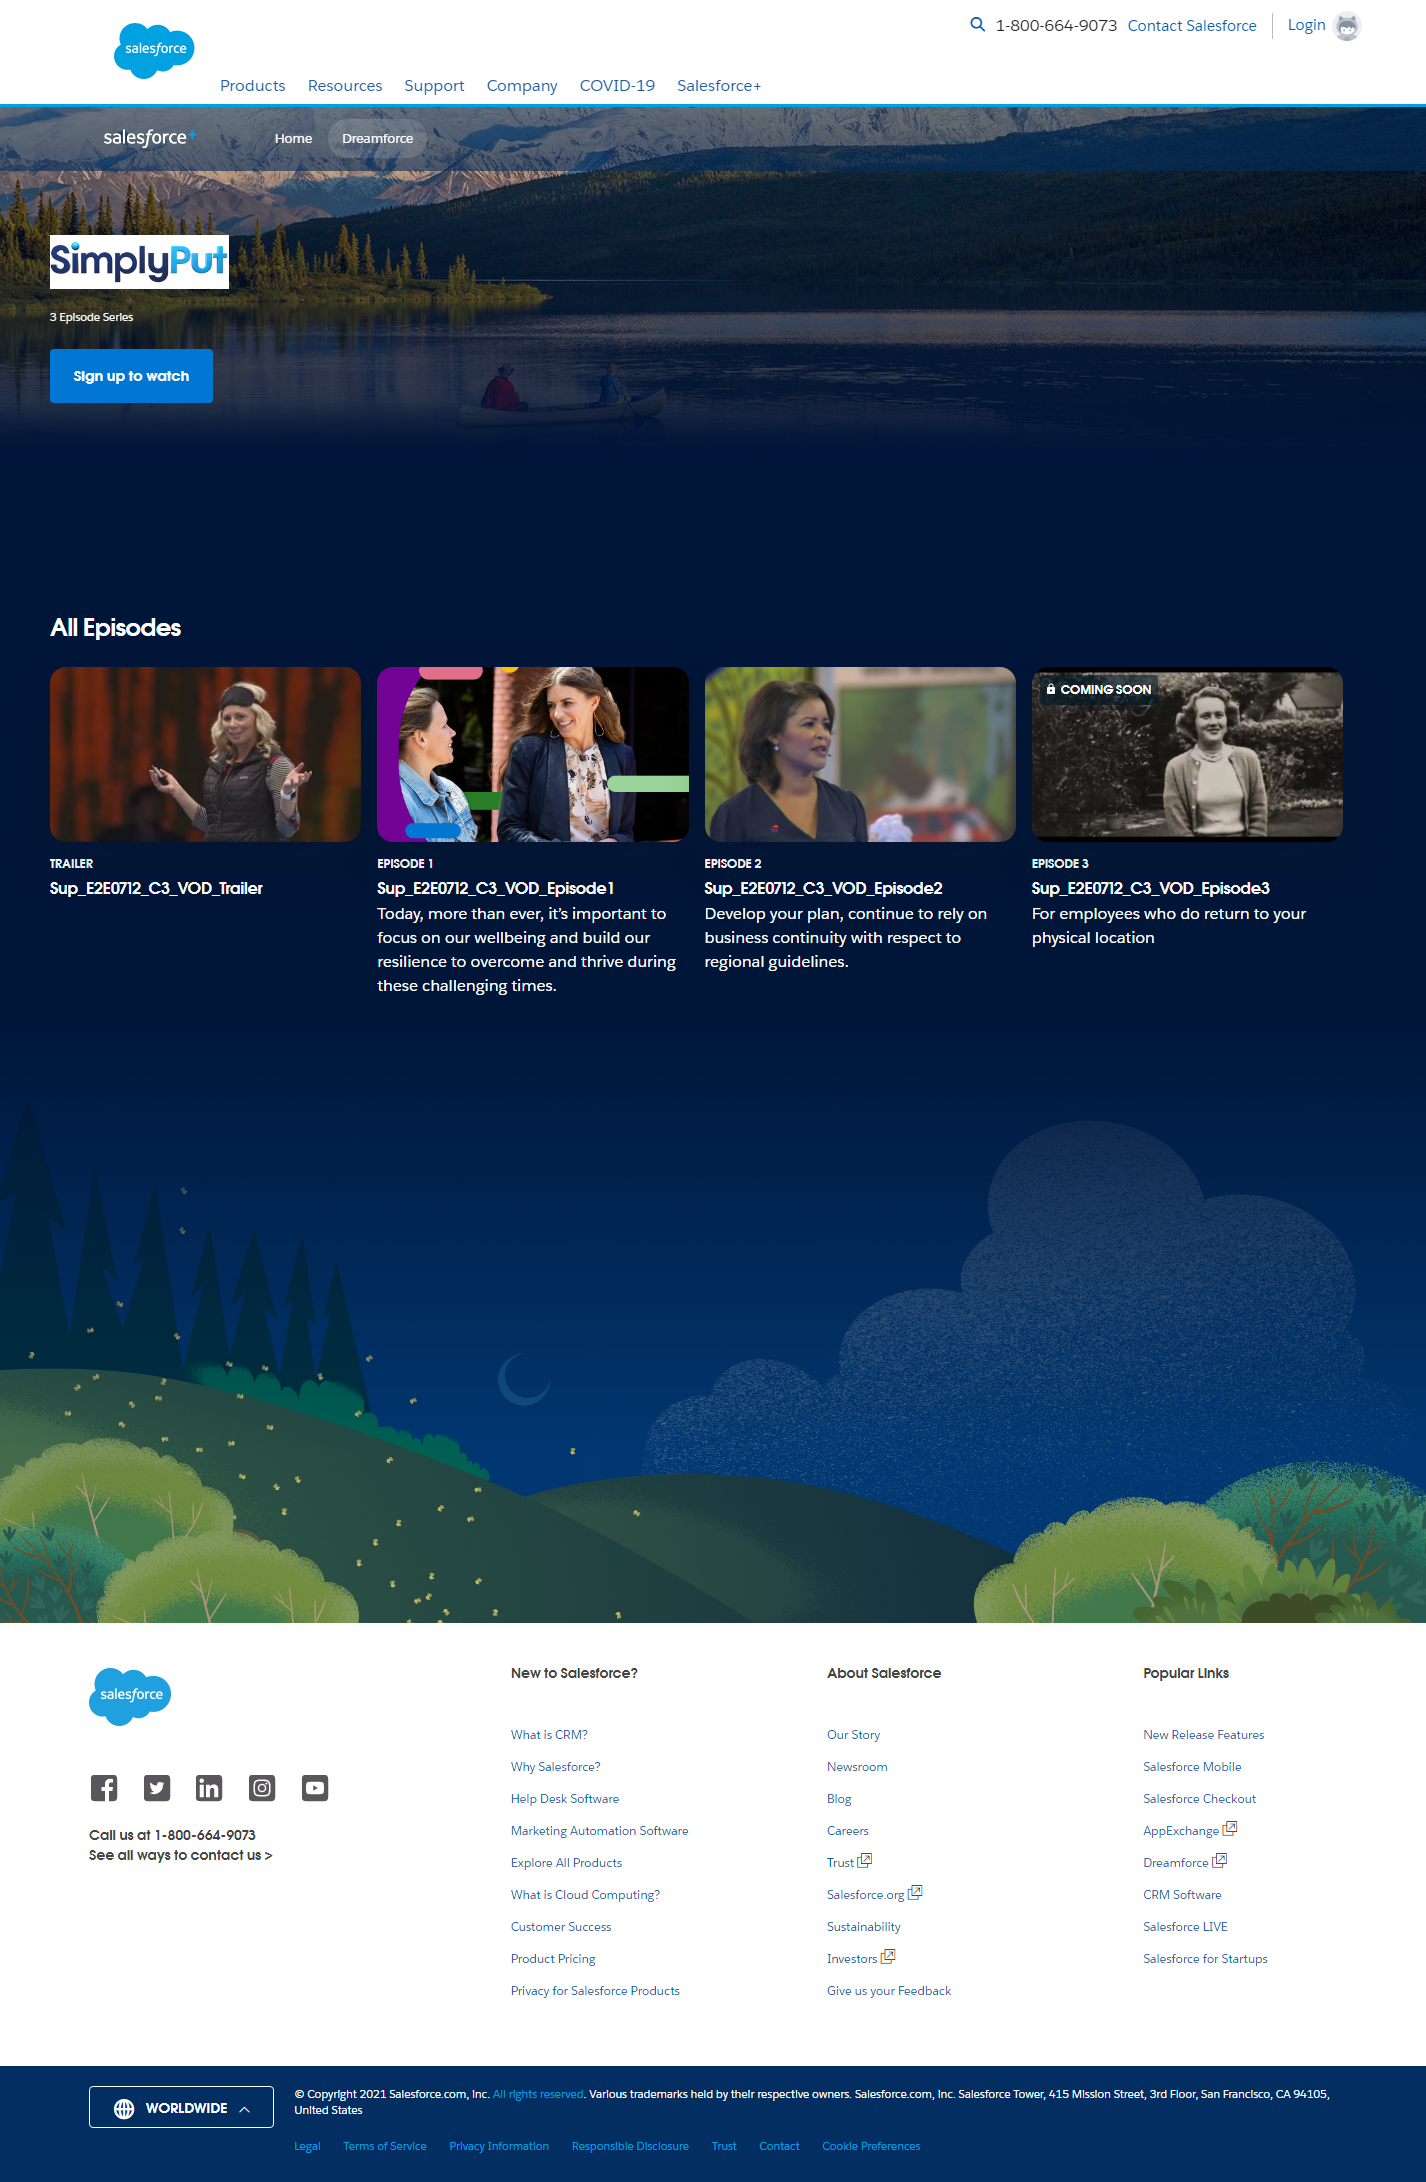 salesforce
1-800-664-9073 Contact Salesforce Login
Products Resources Support Company COVID-19 Salesforce+
salesforce+ Home Dreamforce
SimplyPut
3 Episode Series
Sign up to watch
All Episodes
COMING SOON
TRAILER
Sup_E2E0712_C3_VOD_Trailer
EPISODE 1
Sup_E2E0712_C3_VOD_Episode1
Today, more than ever, it's important to
focus on our wellbeing and build our
resilience to overcome and thrive during
these challenging times.
EPISODE 2
Sup_E2E0712_C3_VOD_Episode2
Develop your plan, continue to rely on
business continuity with respect to
regional guidelines.
EPISODE 3
Sup_E2E0712_C3_VOD_Episode3
For employees who do return to your
physical location
salesforce
Call us at 1-800-664-9073
See all ways to contact us >
New to Salesforce?
What is CRM?
Why Salesforce?
Help Desk Software
Marketing Automation Software
Explore All Products
What is Cloud Computing?
Customer Success
Product Pricing
Privacy for Salesforce Products
About Salesforce
Our Story
Newsroom
Blog
Careers
Trust
Salesforce.org
Sustainability
Investors
Give us your Feedback
Popular Links
New Release Features
Salesforce Mobile
Salesforce Checkout
AppExchange
Dreamforce
CRM Software
Salesforce LIVE
Salesforce for Startups
WORLDWIDE
© Copyright 2021 Salesforce.com, inc. All rights reserved. Various trademarks held by their respective owners. Salesforce.com, inc. Salesforce Tower, 415 Mission Street, 3rd Floor, San Francisco, CA 94105,
United States
Legal Terms of Service Privacy Information Responsible Disclosure Trust Contact Cookie Preferences